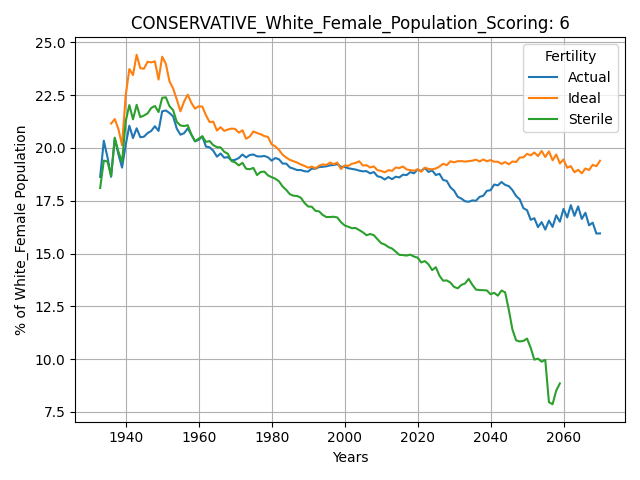 CONSERVATIVE_White_Female_Population_Scoring: 6
25.0
22.5
20.0
17.5
15.0
12.5
10.0
7.5
% of White_Female Population
Fertility
Actual
Ideal
Sterile
1940
1960
1980
2000
2020
2040
2060
Years